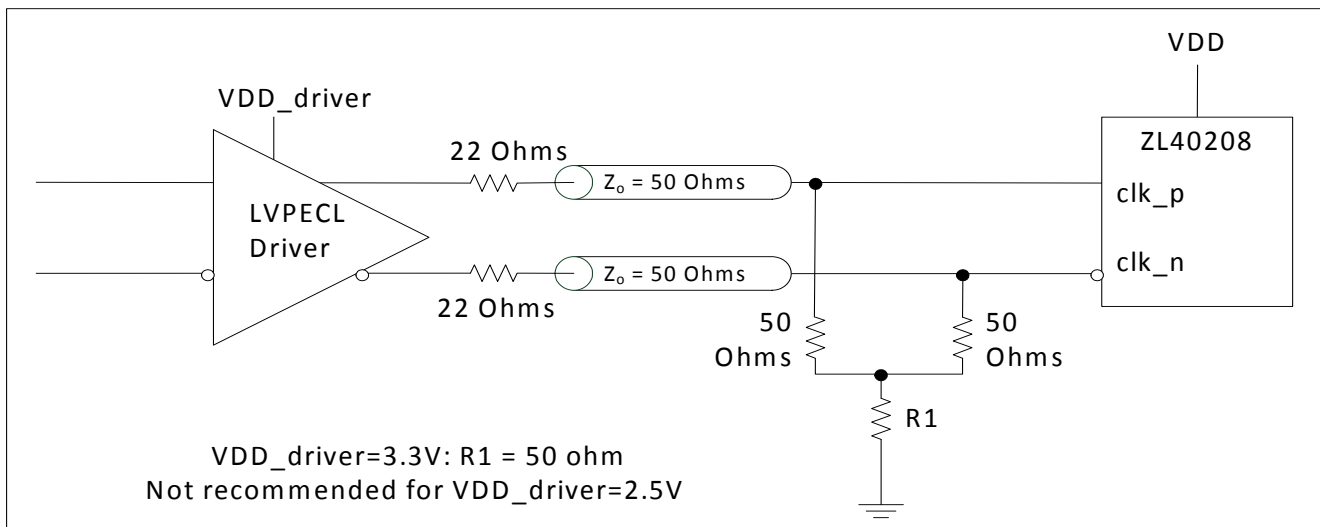 VDD
VDD_driver
ZL40208
22 Ohms
Zo = 50 Ohms
clk_p
LVPECL
Driver
clk_n
Zo = 50 Ohms
22 Ohms
50
Ohms
50
Ohms
R1
VDD_driver=3.3V: R1 = 50 ohm
Not recommended for VDD_driver=2.5V